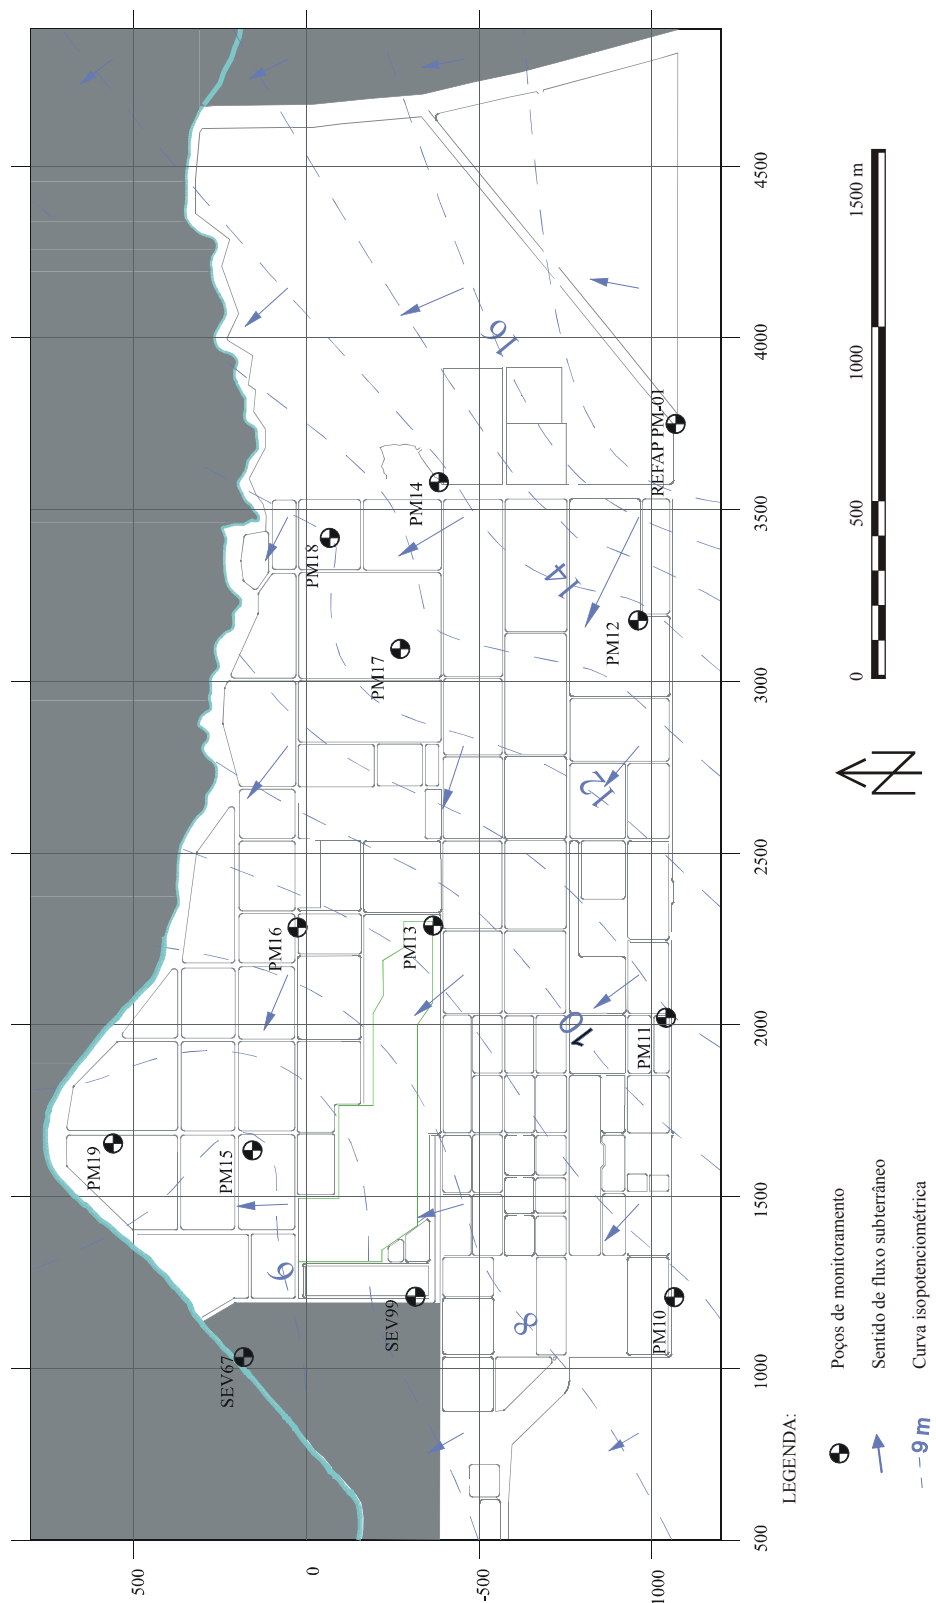 4500
4000
3500
3000
2500
2000
1500
1000
500
500
0
-500
1000
16
14
12
10
8
6
REFAP PM-01
PM14
PM18
PM17
PM12
PM16
PM13
PM11
PM19
PM15
SEV99
PM10
SEV67
0
500
1000
1500 m
N
LEGENDA:
Poços de monitoramento
Sentido de fluxo subterrâneo
9 m Curva isopotenciométrica